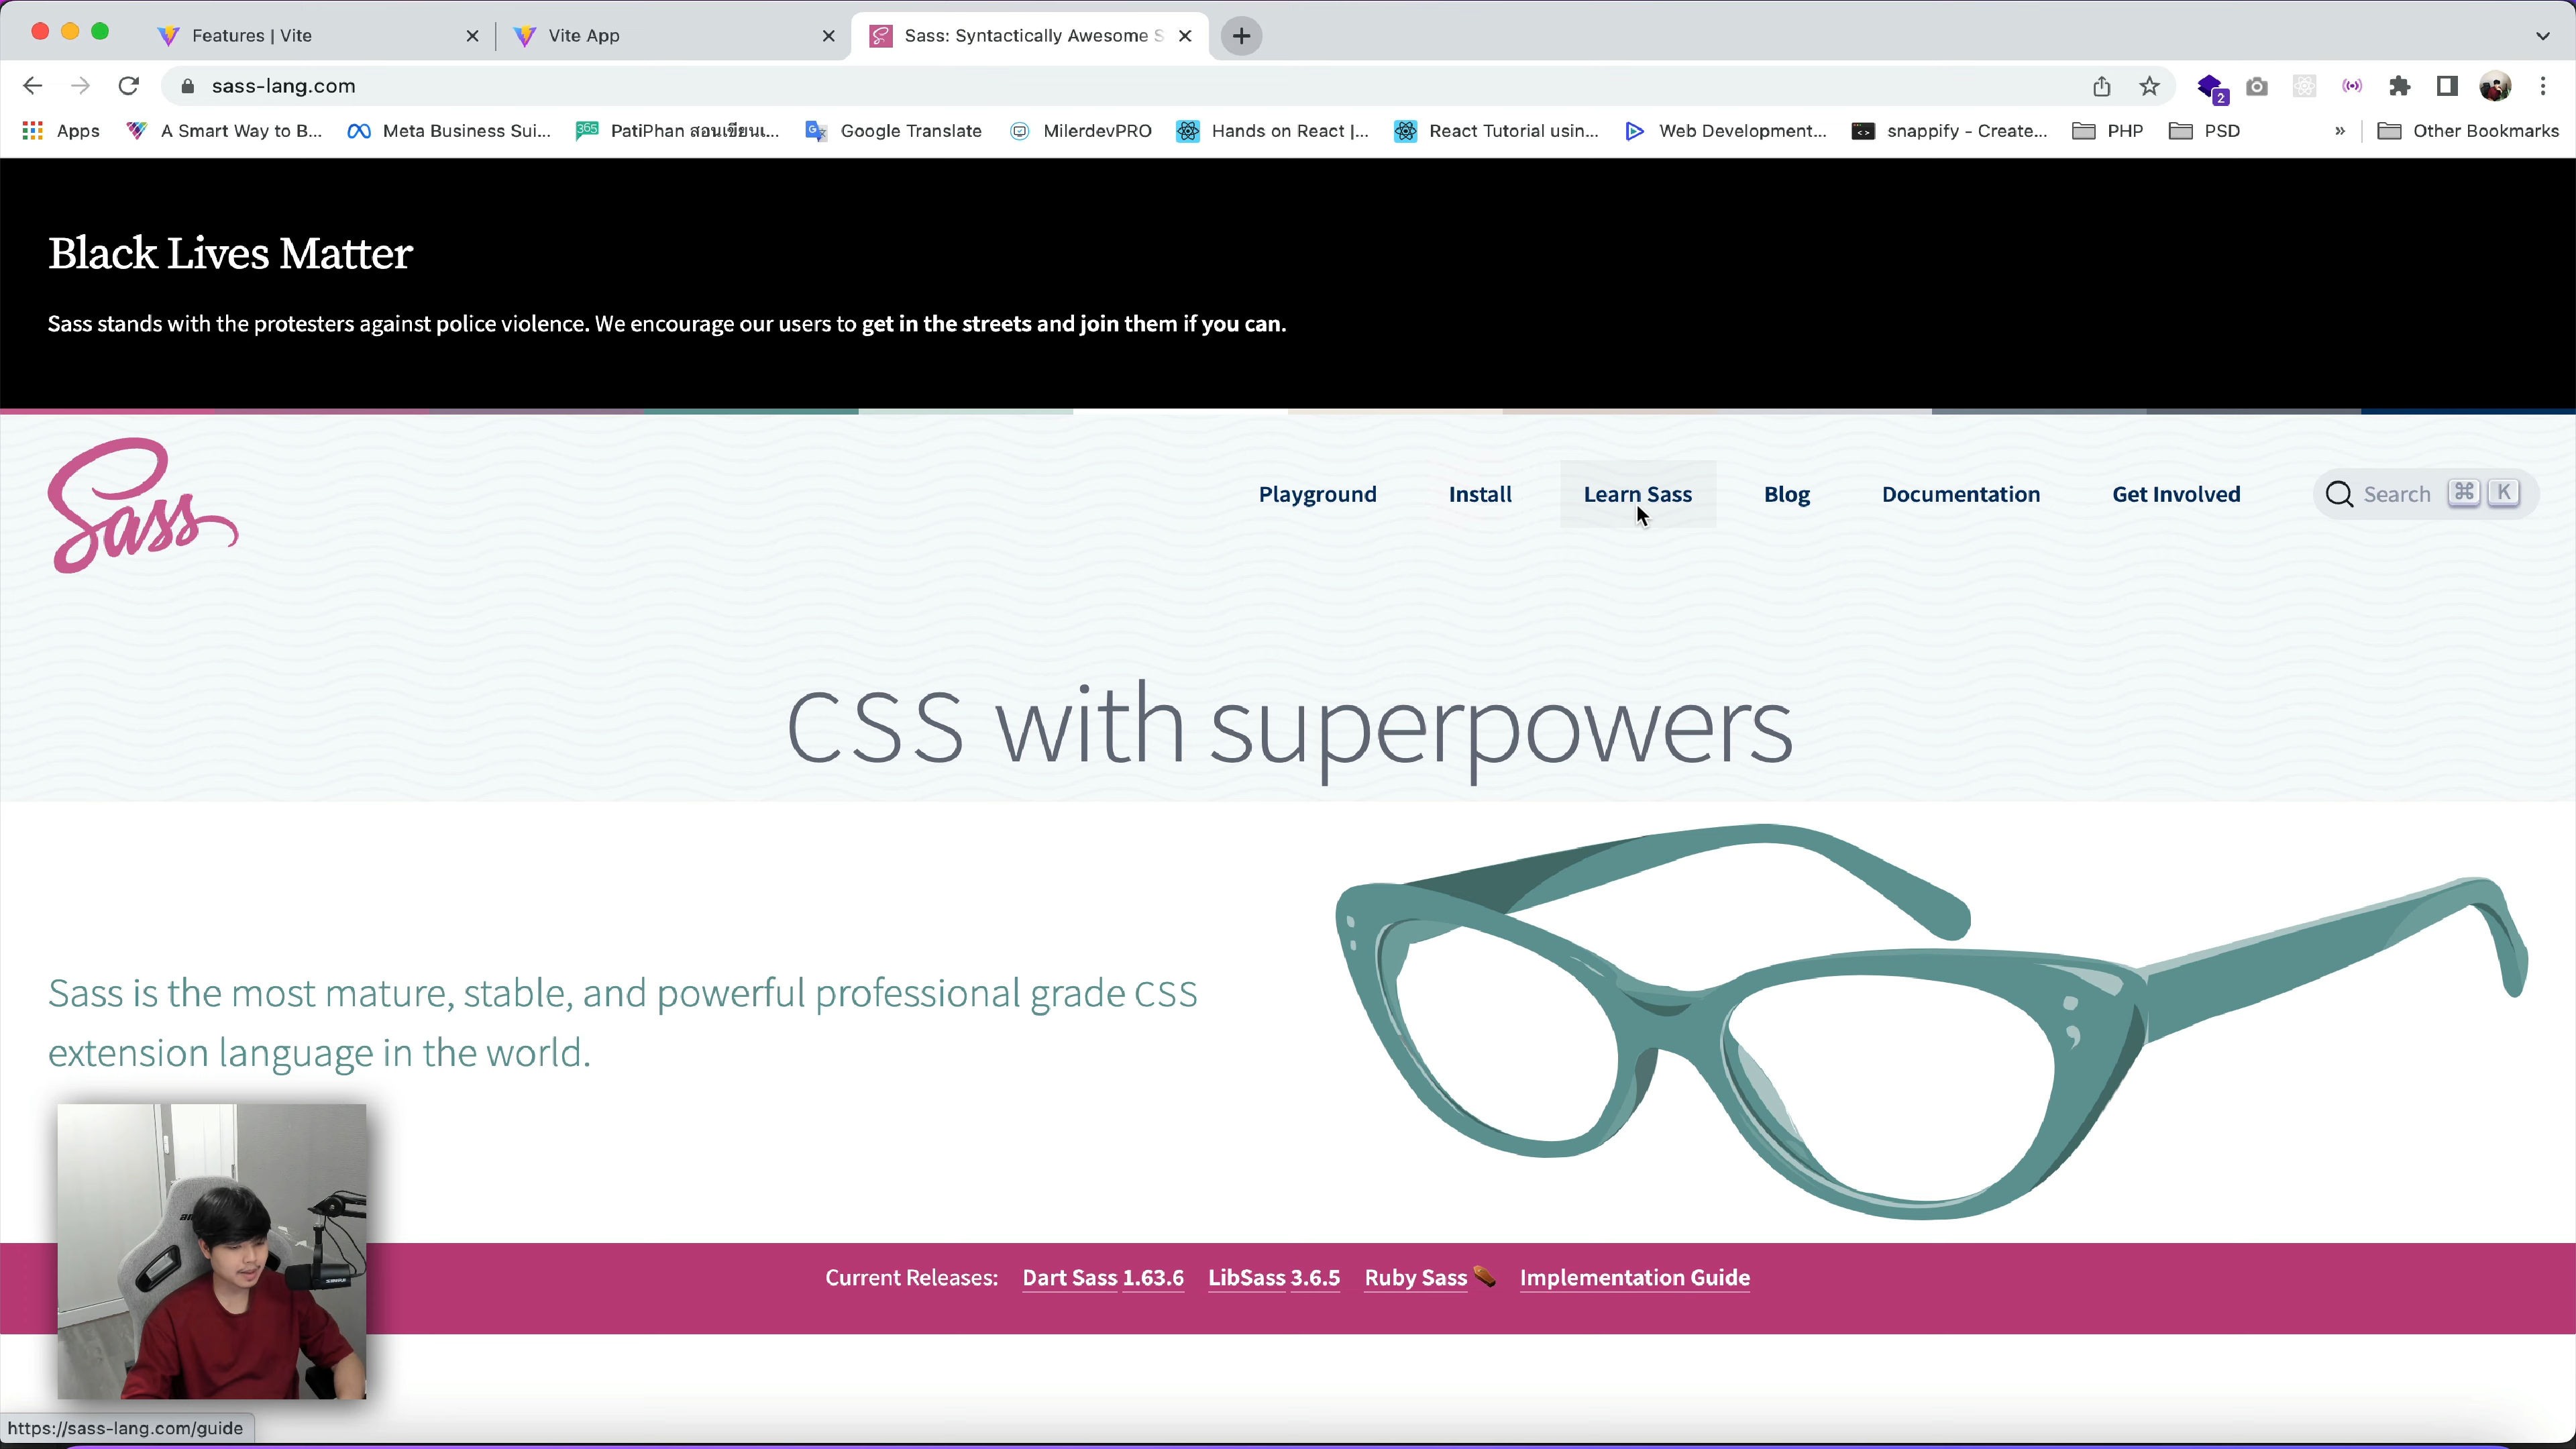 Features | Vite
Vite App
Sass: Syntactically Awesome S
sass-lang.com
2
Apps
A Smart Way to B...
Meta Business Sui...
365
PatiPhan สอนเขียนเ...
Google Translate
MilerdevPRO
Hands on React |...
React Tutorial usin...
Web Development...
snappify - Create...
PHP
PSD
»
Other Bookmarks
Black Lives Matter
Sass stands with the protesters against police violence. We encourage our users to get in the streets and join them if you can.
Sass
Playground
Install
Learn Sass
Blog
Documentation
Get Involved
Search ⌘ K
CSS with superpowers
Sass is the most mature, stable, and powerful professional grade CSS
extension language in the world.
Current Releases: Dart Sass 1.63.6 LibSass 3.6.5 Ruby Sass ⚰ Implementation Guide
https://sass-lang.com/guide